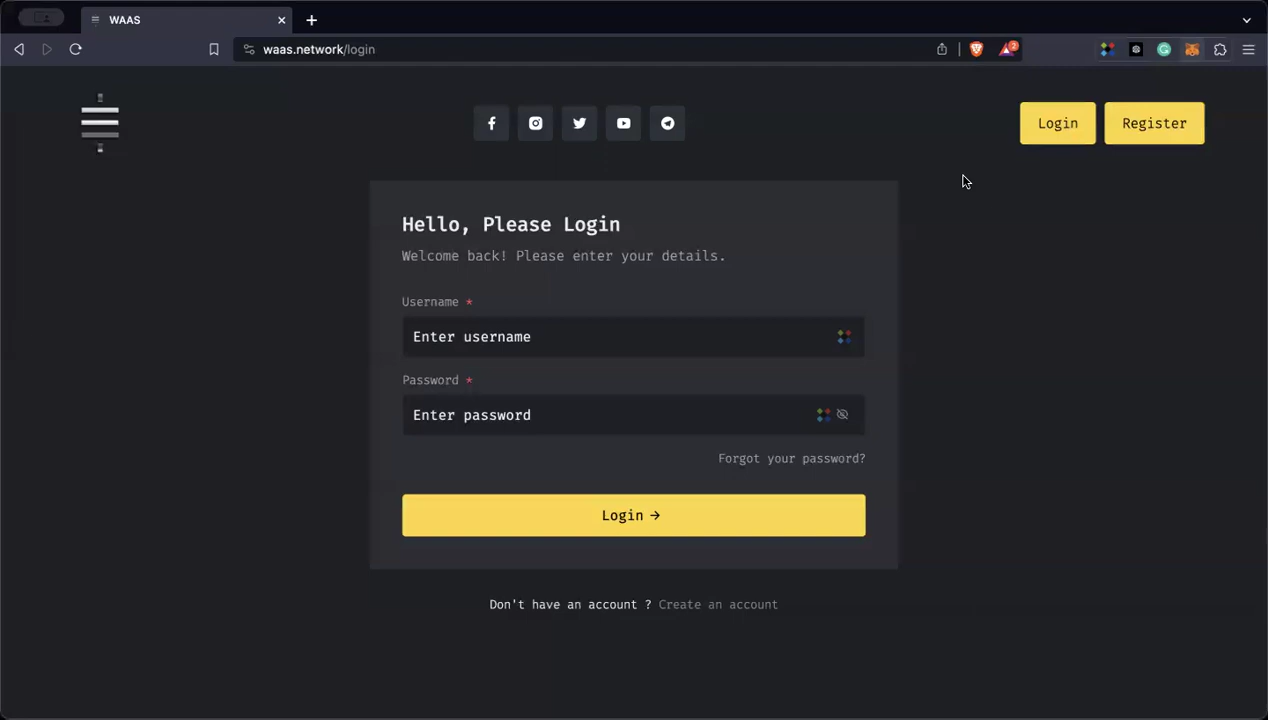 WAAS
waas.network/login
2
Login
Register
Hello, Please Login
Welcome back! Please enter your details.
Username *
Enter username
Password *
Enter password
Forgot your password?
Login →
Don't have an account ? Create an account